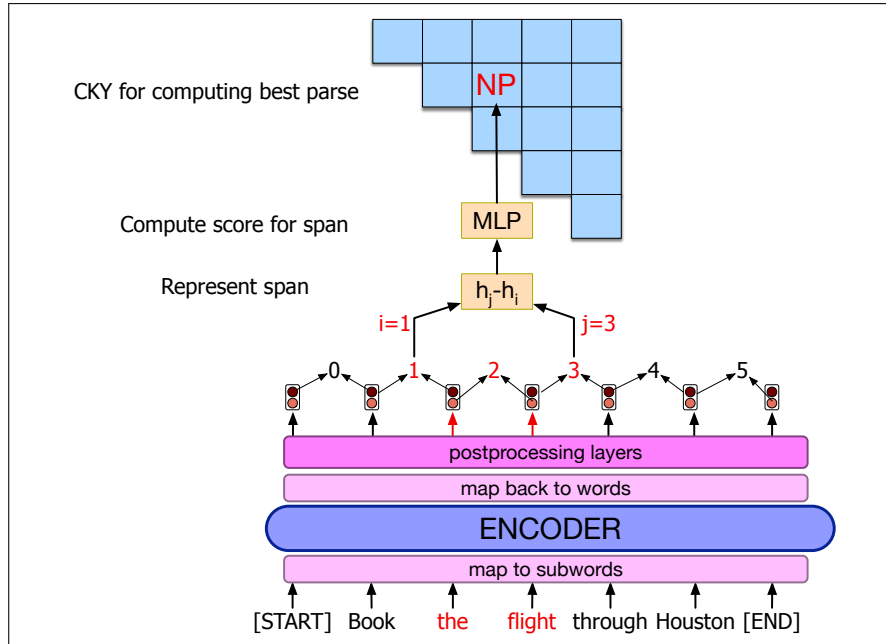 NP
CKY for computing best parse
Compute score for span
MLP
Represent span
hj-hi
i=1
j=3
0 1 2 3 4 5
postprocessing layers
map back to words
ENCODER
map to subwords
[START] Book the flight through Houston [END]